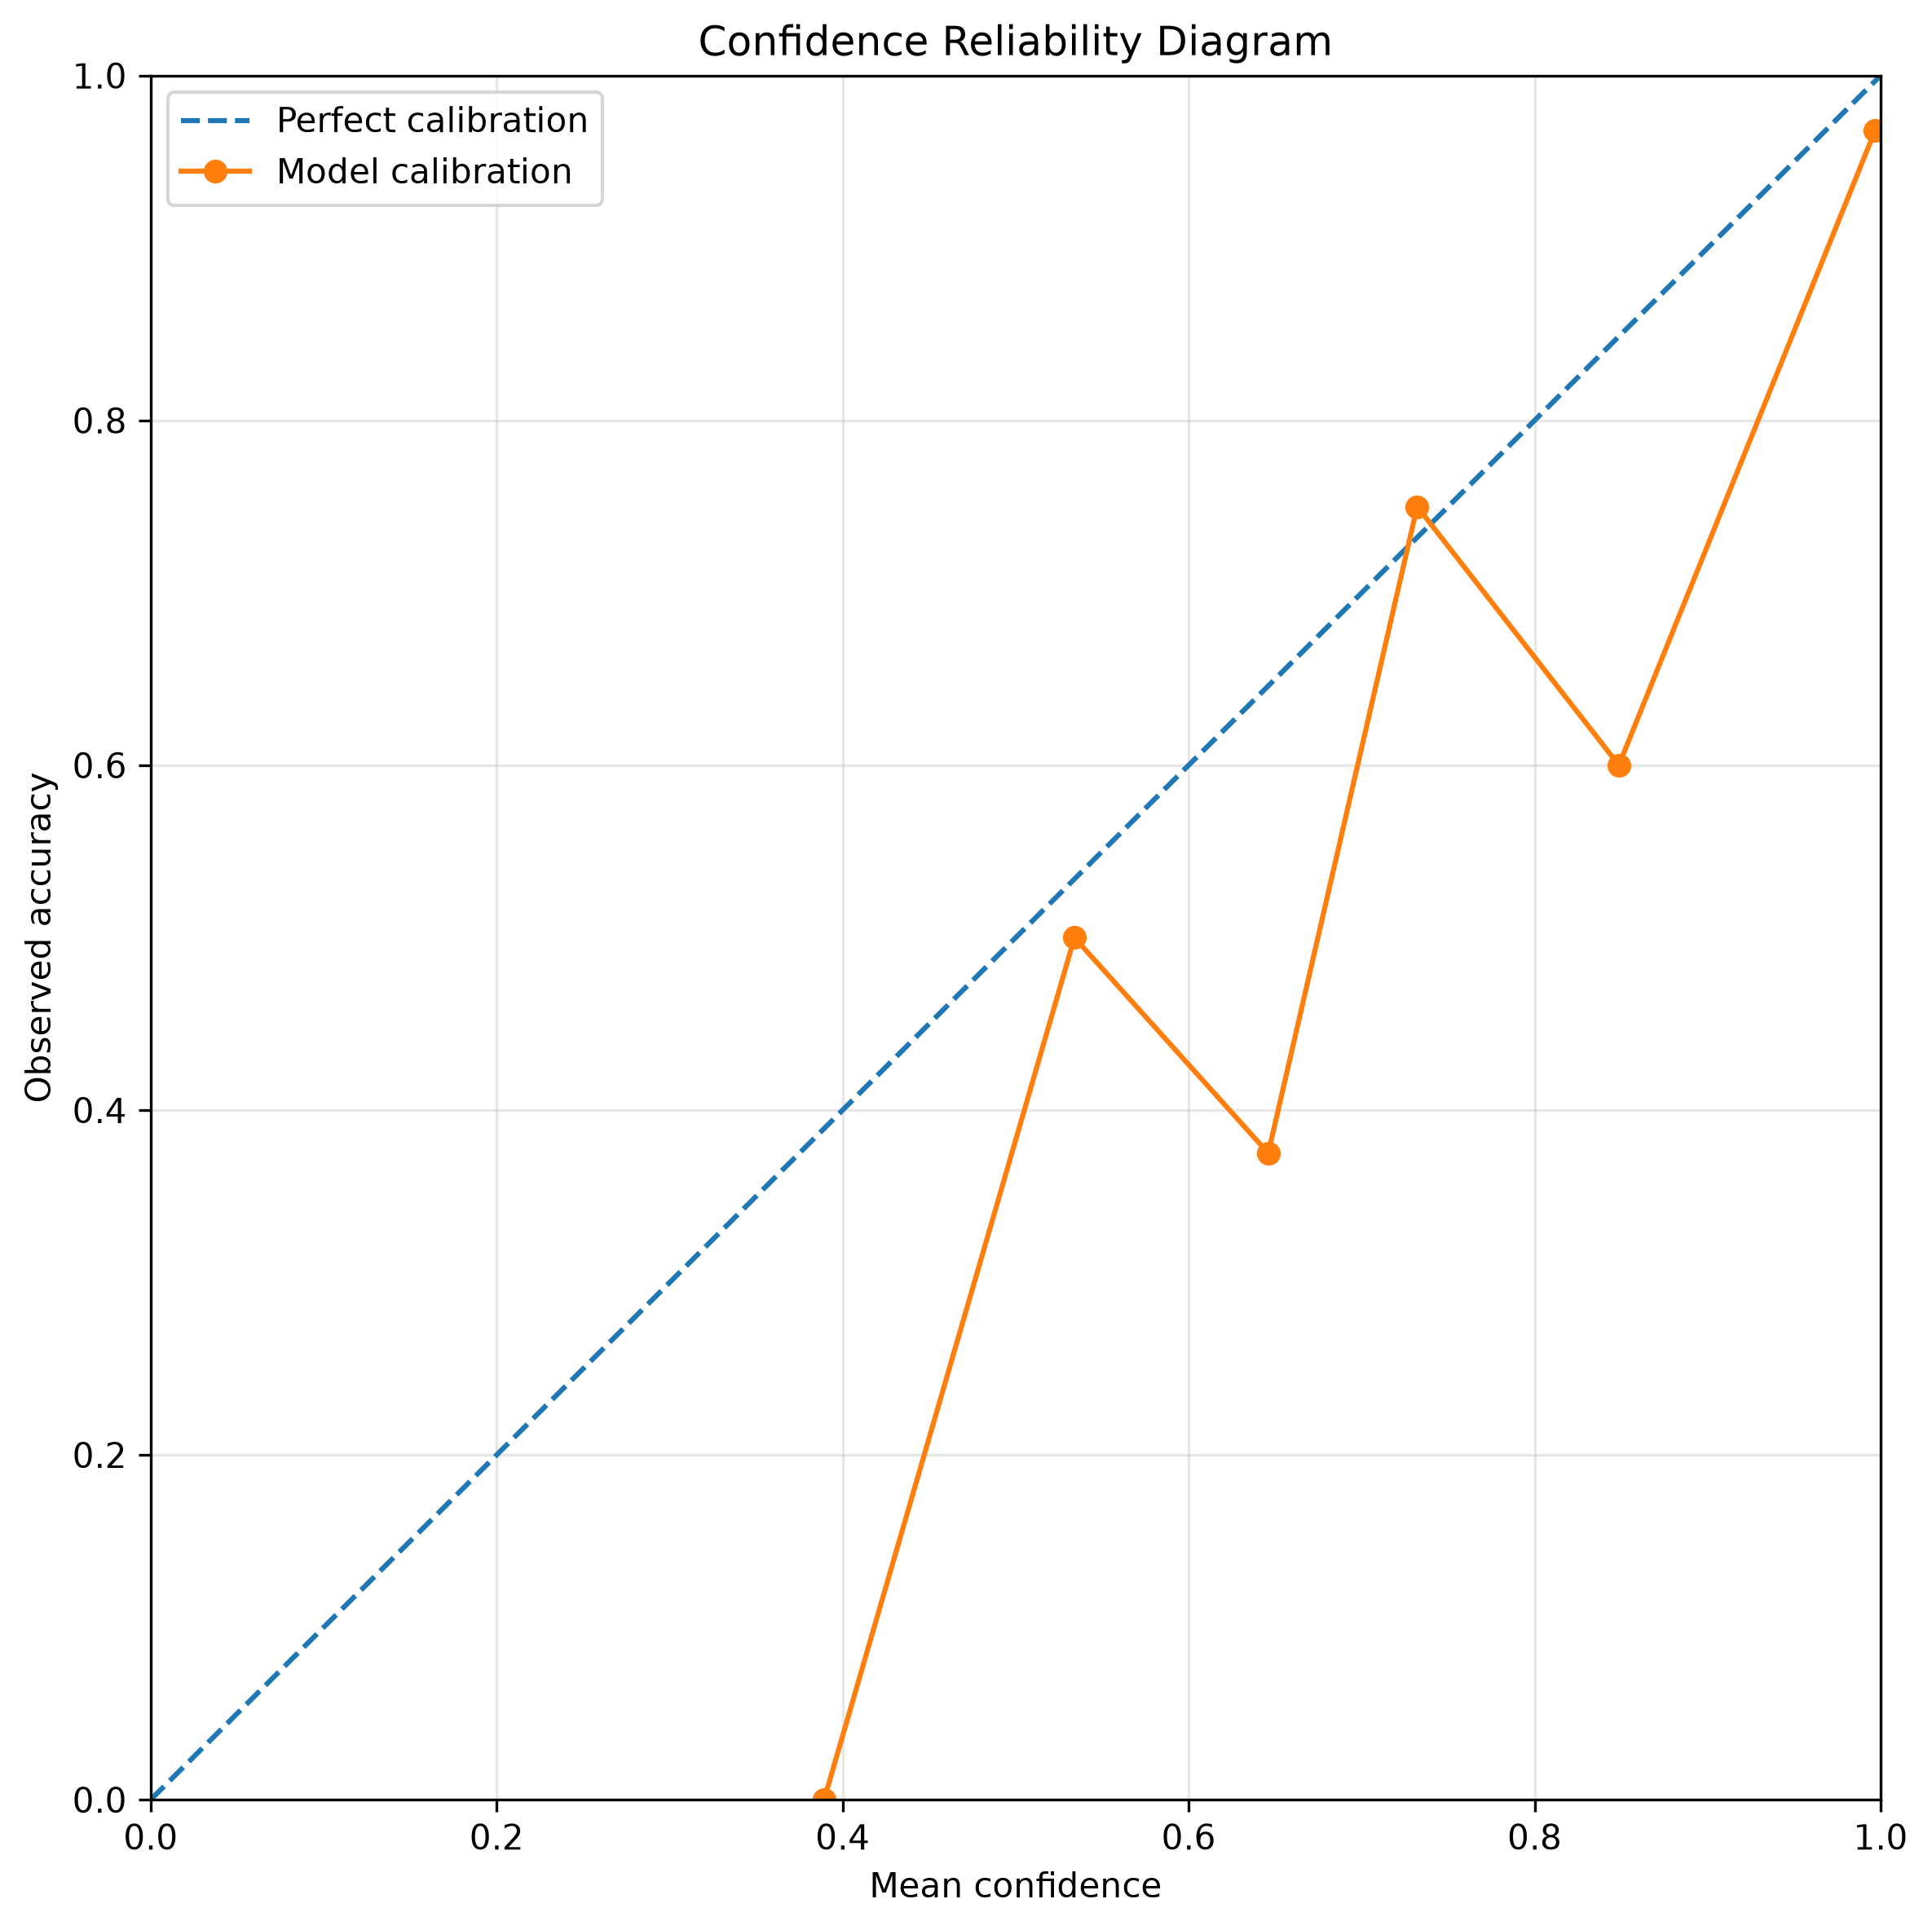 Confidence Reliability Diagram
Perfect calibration
Model calibration
1.0
0.8
0.6
0.4
0.2
0.0
Observed accuracy
0.0 0.2 0.4 0.6 0.8 1.0
Mean confidence